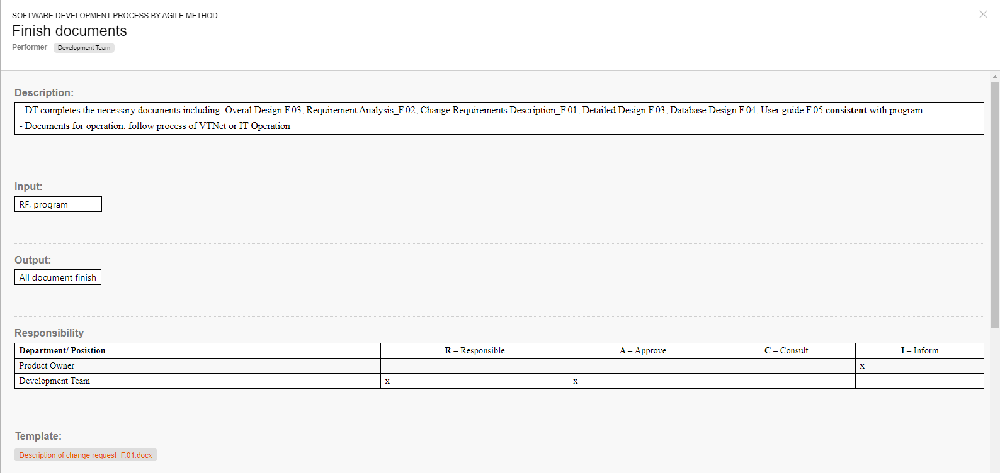 SOFTWARE DEVELOPMENT PROCESS BY AGILE METHOD
Finish documents
Performer Development Team
Description:
- DT completes the necessary documents including: Overal Design F.03, Requirement Analysis_F.02, Change Requirements Description_F.01, Detailed Design F.03, Database Design F.04, User guide F.05 consistent with program.
- Documents for operation: follow process of VTNet or IT Operation
Input:
RF, program
Output:
All document finish
Responsibility
Department/ Posistion R – Responsible A – Approve C – Consult I – Inform
Product Owner x
Development Team x x
Template:
Description of change request_F.01.docx